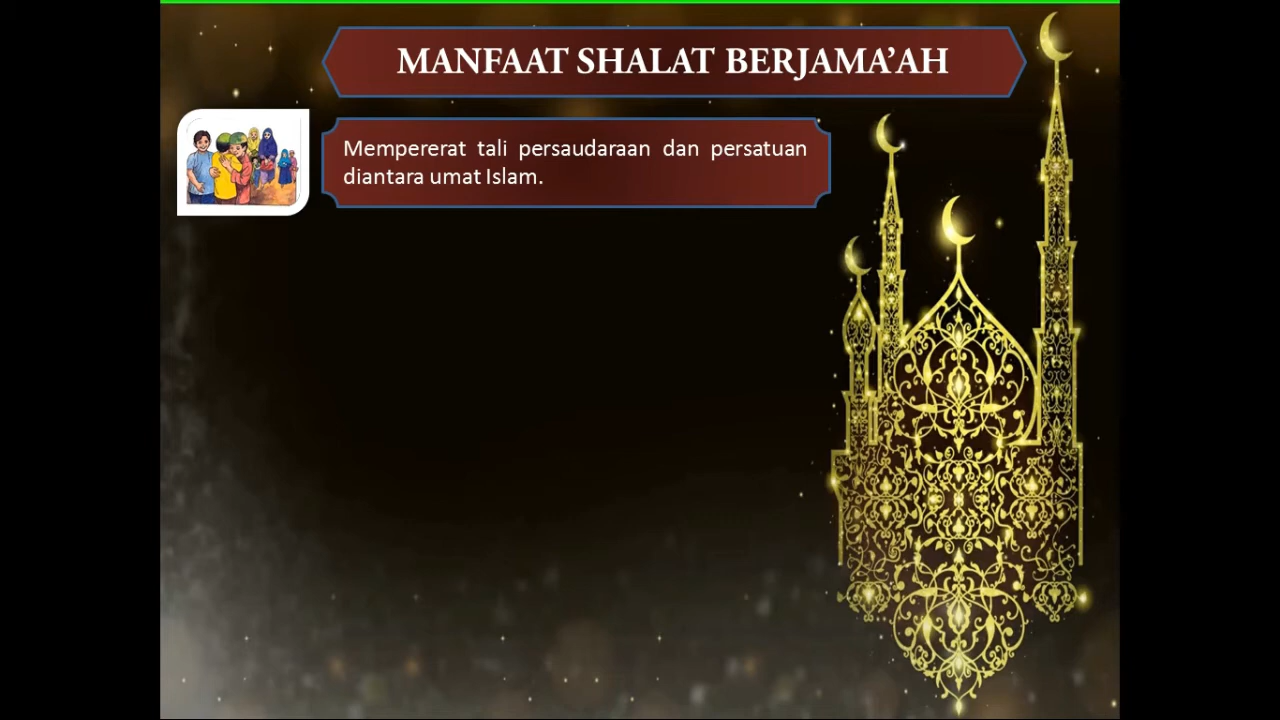 MANFAAT SHALAT BERJAMA’AH
Mempererat tali persaudaraan dan persatuan
diantara umat Islam.